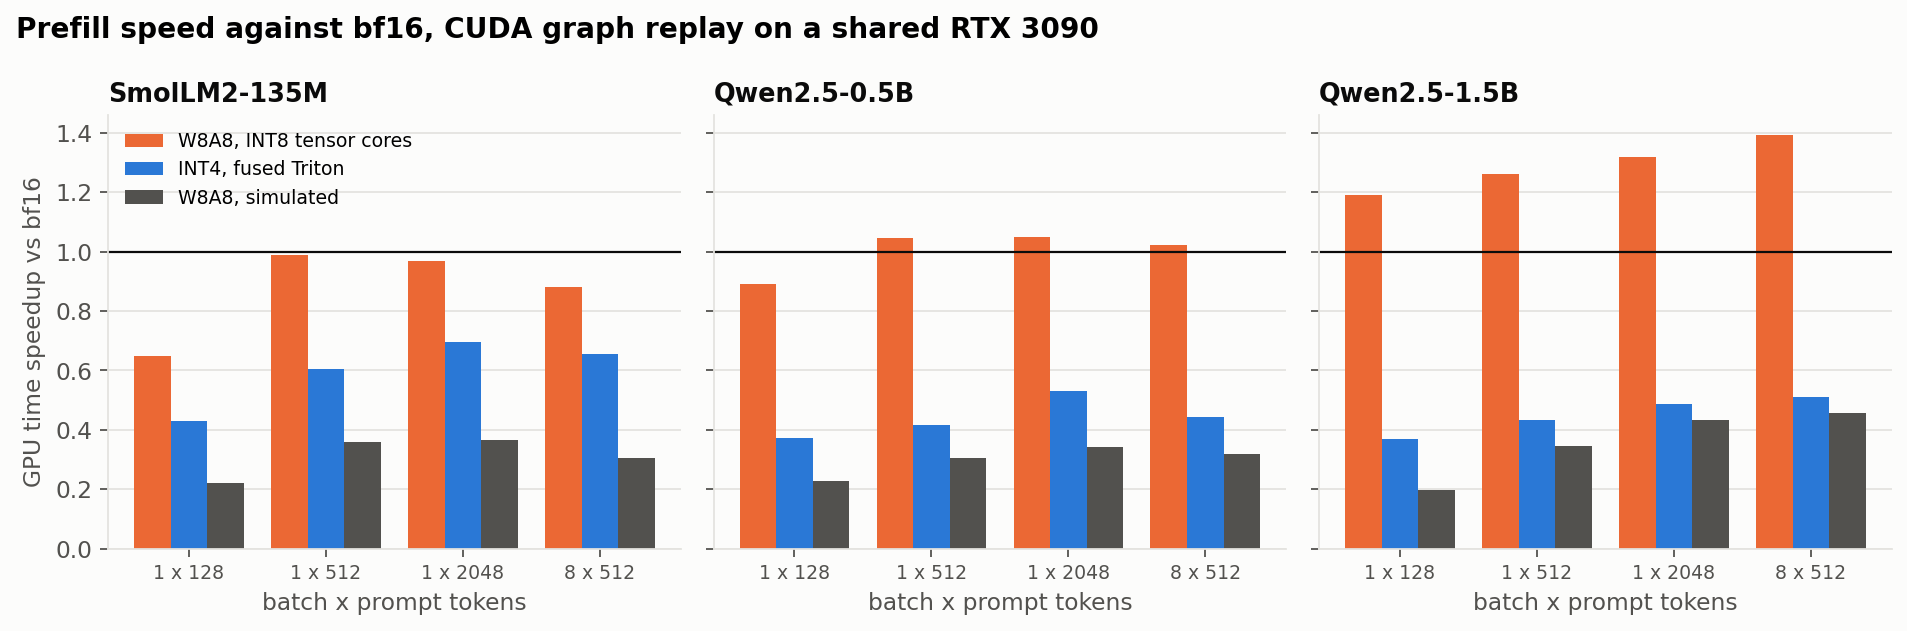 Prefill speed against bf16, CUDA graph replay on a shared RTX 3090
SmolLM2-135M
Qwen2.5-0.5B
Qwen2.5-1.5B
W8A8, INT8 tensor cores
INT4, fused Triton
W8A8, simulated
GPU time speedup vs bf16
1.4
1.2
1.0
0.8
0.6
0.4
0.2
0.0
1 x 128
1 x 512
1 x 2048
8 x 512
1 x 128
1 x 512
1 x 2048
8 x 512
1 x 128
1 x 512
1 x 2048
8 x 512
batch x prompt tokens
batch x prompt tokens
batch x prompt tokens